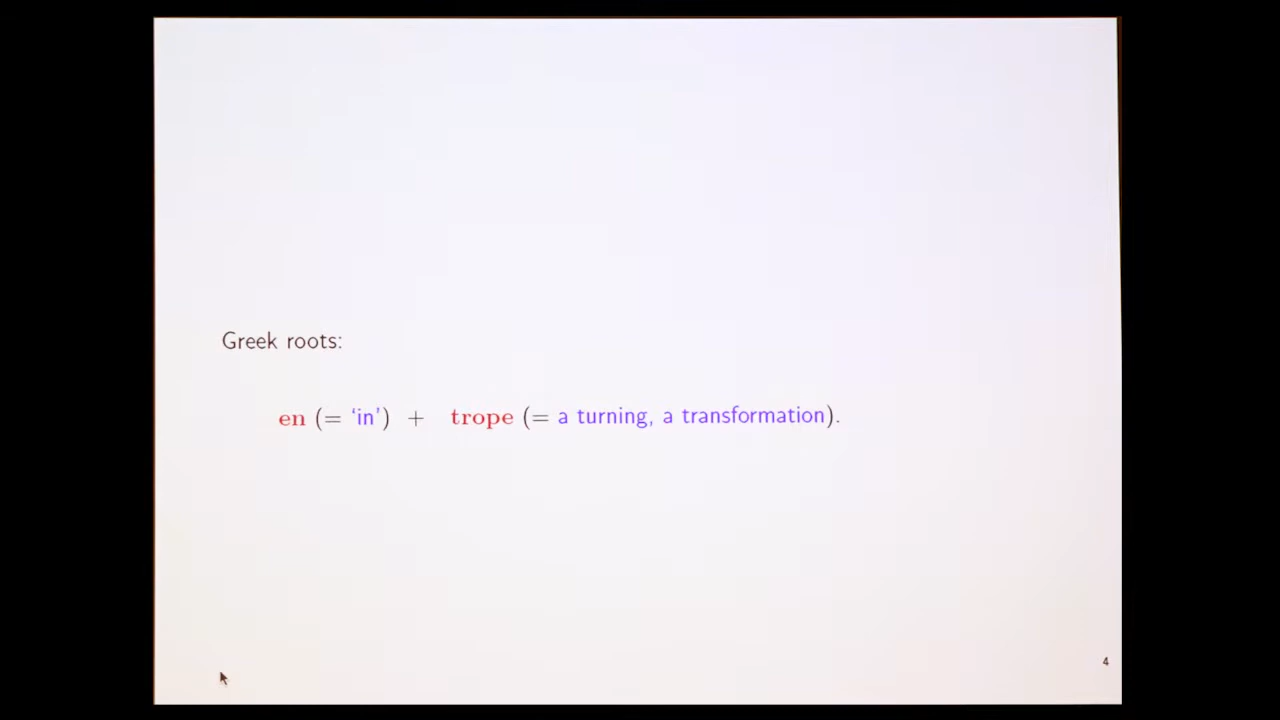 Greek roots:
en (= ‘in’) + trope (= a turning, a transformation).
4